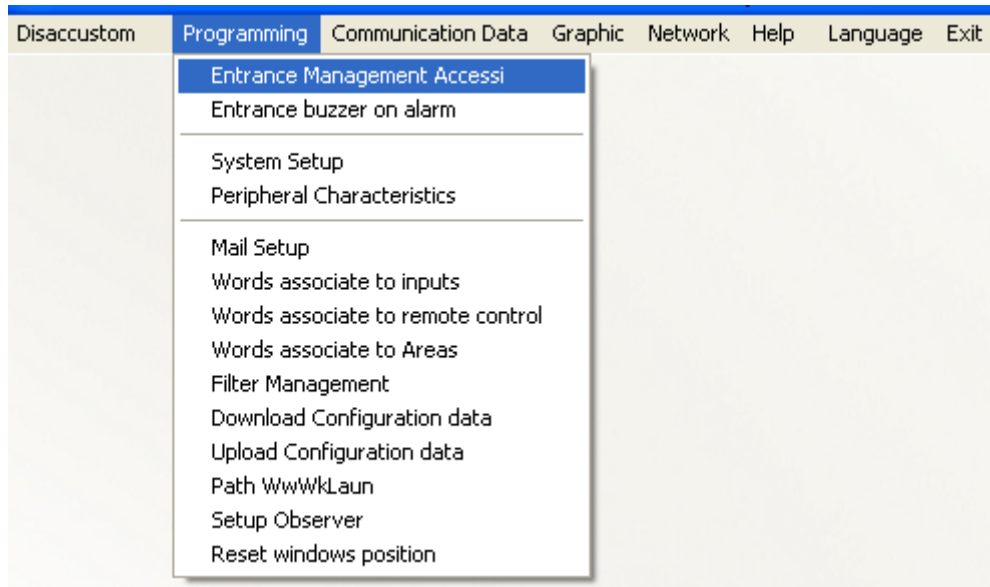 Disaccustom Programming Communication Data Graphic Network Help Language Exit
Entrance Management Accessi
Entrance buzzer on alarm
System Setup
Peripheral Characteristics
Mail Setup
Words associate to inputs
Words associate to remote control
Words associate to Areas
Filter Management
Download Configuration data
Upload Configuration data
Path WwWkLaun
Setup Observer
Reset windows position